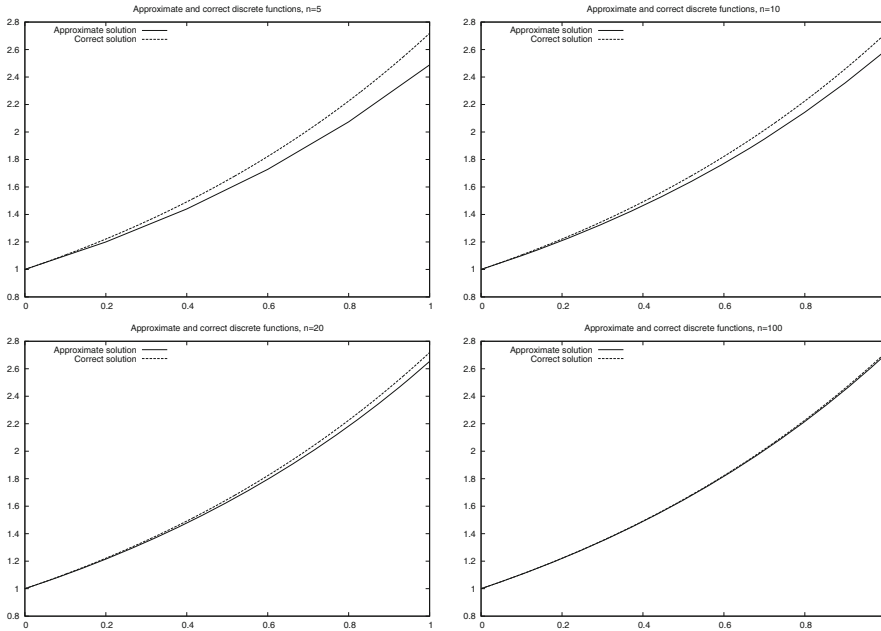 Approximate and correct discrete functions, n=5
2.8
Approximate solution
Correct solution
2.6
2.4
2.2
2
1.8
1.6
1.4
1.2
1
0.8
0 0.2 0.4 0.6 0.8 1
Approximate and correct discrete functions, n=10
2.8
Approximate solution
Correct solution
2.6
2.4
2.2
2
1.8
1.6
1.4
1.2
1
0.8
0 0.2 0.4 0.6 0.8
Approximate and correct discrete functions, n=20
2.8
Approximate solution
Correct solution
2.6
2.4
2.2
2
1.8
1.6
1.4
1.2
1
0.8
0 0.2 0.4 0.6 0.8 1
Approximate and correct discrete functions, n=100
2.8
Approximate solution
Correct solution
2.6
2.4
2.2
2
1.8
1.6
1.4
1.2
1
0.8
0 0.2 0.4 0.6 0.8